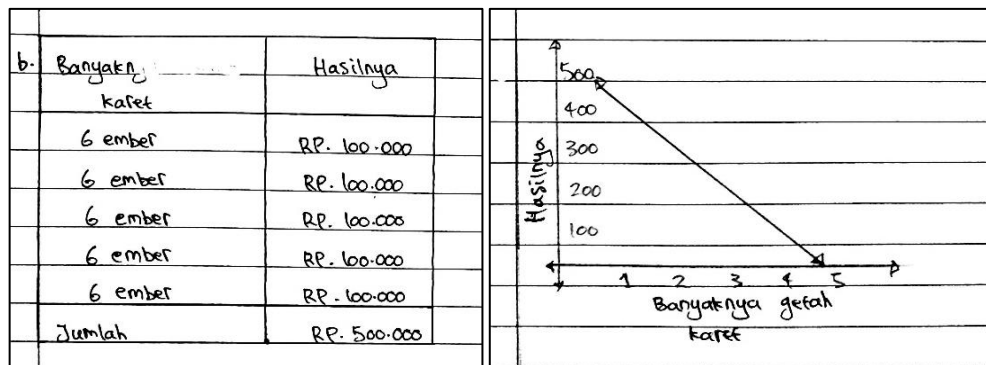 b.
Hasilnya
karet
6 ember RP. 100.000
6 ember RP. 100.000
6 ember RP. 100.000
6 ember RP. 100.000
6 ember RP. 100.000
Jumlah RP. 500.000
500
400
300
200
100
Hasilnya
1 2 3 4 5
Banyaknya getah
karet